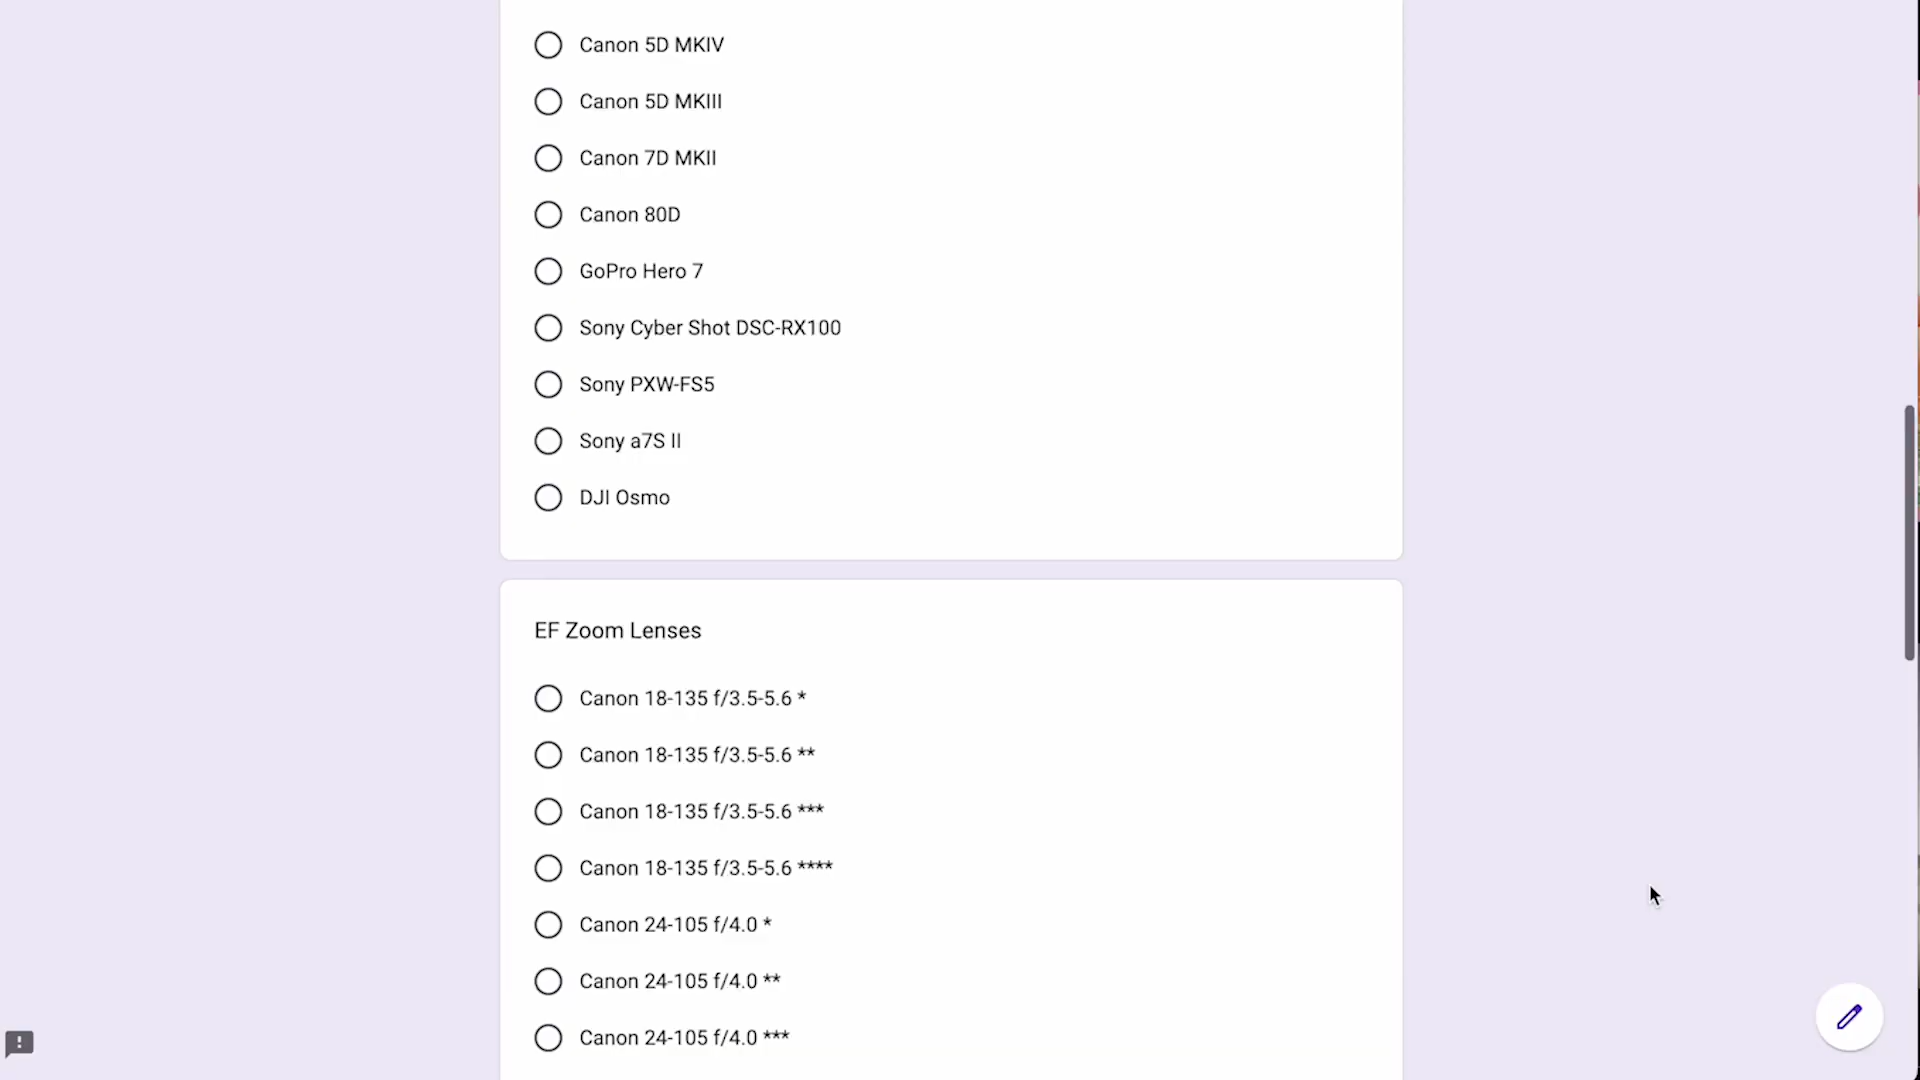 Canon 5D MKIV
Canon 5D MKIII
Canon 7D MKII
Canon 80D
GoPro Hero 7
Sony Cyber Shot DSC-RX100
Sony PXW-FS5
Sony a7S II
DJI Osmo
EF Zoom Lenses
Canon 18-135 f/3.5-5.6 *
Canon 18-135 f/3.5-5.6 **
Canon 18-135 f/3.5-5.6 ***
Canon 18-135 f/3.5-5.6 ****
Canon 24-105 f/4.0 *
Canon 24-105 f/4.0 **
Canon 24-105 f/4.0 ***